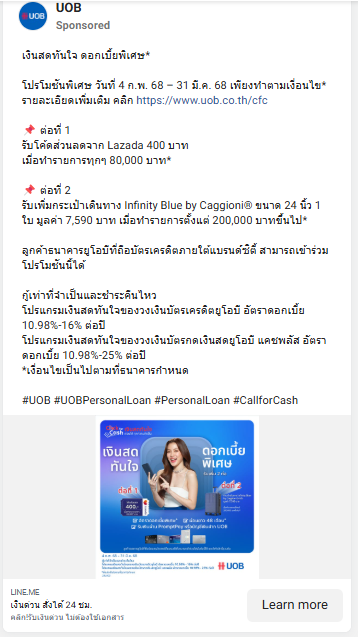 UOB
UOB
Sponsored
เงินสดทันใจ ดอกเบี้ยพิเศษ*
โปรโมชันพิเศษ วันที่ 4 ก.พ. 68 – 31 มี.ค. 68 เพียงทำตามเงื่อนไข*
รายละเอียดเพิ่มเติม คลิก https://www.uob.co.th/cfc
📌 ต่อที่ 1
รับโค้ดส่วนลดจาก Lazada 400 บาท
เมื่อทำรายการทุกๆ 80,000 บาท*
📌 ต่อที่ 2
รับเพิ่มกระเป๋าเดินทาง Infinity Blue by Caggioni® ขนาด 24 นิ้ว 1
ใบ มูลค่า 7,590 บาท เมื่อทำรายการตั้งแต่ 200,000 บาทขึ้นไป*
ลูกค้าธนาคารยูโอบีที่ถือบัตรเครดิตภายใต้แบรนด์ซิตี้ สามารถเข้าร่วม
โปรโมชันนี้ได้
กู้เท่าที่จำเป็นและชำระคืนไหว
โปรแกรมเงินสดทันใจของวงเงินบัตรเครดิตยูโอบี อัตราดอกเบี้ย
10.98%-16% ต่อปี
โปรแกรมเงินสดทันใจของวงเงินบัตรกดเงินสดยูโอบี แคชพลัส อัตรา
ดอกเบี้ย 10.98%-25% ต่อปี
*เงื่อนไขเป็นไปตามที่ธนาคารกำหนด
#UOB #UOBPersonalLoan #PersonalLoan #CallforCash
Cash
เงินสด
ทันใจ
ดอกเบี้ย
พิเศษ
ต่อที่ 1
ต่อที่ 2
400
UOB
LINE.ME
เงินด่วน สั่งได้ 24 ชม.
คลิก!รับเงินด่วน ไม่ต้องใช้เอกสาร
Learn more